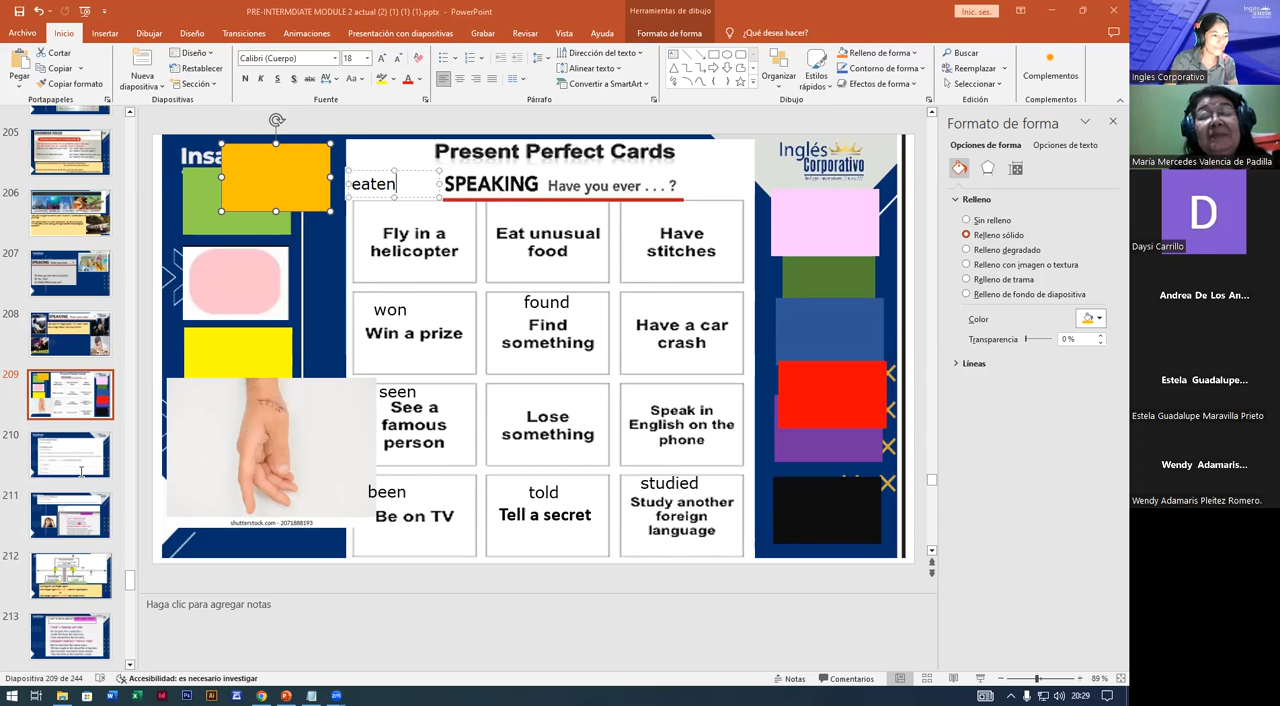 PRE-INTERMDIATE MODULE 2 actual (2) (1) (1) (1).pptx - PowerPoint
Herramientas de dibujo
Inic. ses.
Archivo Inicio Insertar Dibujar Diseño Transiciones Animaciones Presentación con diapositivas Grabar Revisar Vista Ayuda Formato de forma ¿Qué desea hacer?
Pegar
Cortar
Copiar
Copiar formato
Portapapeles
Nueva diapositiva
Diseño
Restablecer
Sección
Diapositivas
Calibri (Cuerpo) 18
N K S S abc AV Aa A
Fuente
Dirección del texto
Alinear texto
Convertir a SmartArt
Párrafo
Organizar
Estilos rápidos
Relleno de forma
Contorno de forma
Efectos de forma
Dibujo
Buscar
Reemplazar
Seleccionar
Edición
Complementos
Complementos
205
206
207
208
209
210
211
212
213
Present Perfect Cards
SPEAKING Have you ever . . . ?
Inglés Corporativo
eaten
Fly in a helicopter
Eat unusual food
Have stitches
won
Win a prize
found
Find something
Have a car crash
seen
See a famous person
Lose something
Speak in English on the phone
been
Be on TV
told
Tell a secret
studied
Study another foreign language
shutterstock.com · 2071888193
Haga clic para agregar notas
Formato de forma
Opciones de forma Opciones de texto
Relleno
Sin relleno
Relleno sólido
Relleno degradado
Relleno con imagen o textura
Relleno de trama
Relleno de fondo de diapositiva
Color
Transparencia 0 %
Líneas
Ingles Corporativo
María Mercedes Valencia de Padilla
D
Daysi Carrillo
Andrea De Los An...
Estela Guadalupe...
Estela Guadalupe Maravilla Prieto
Wendy Adamaris...
Wendy Adamaris Pleitez Romero.
Diapositiva 209 de 244 Accesibilidad: es necesario investigar Notas Comentarios 89 %
20:29